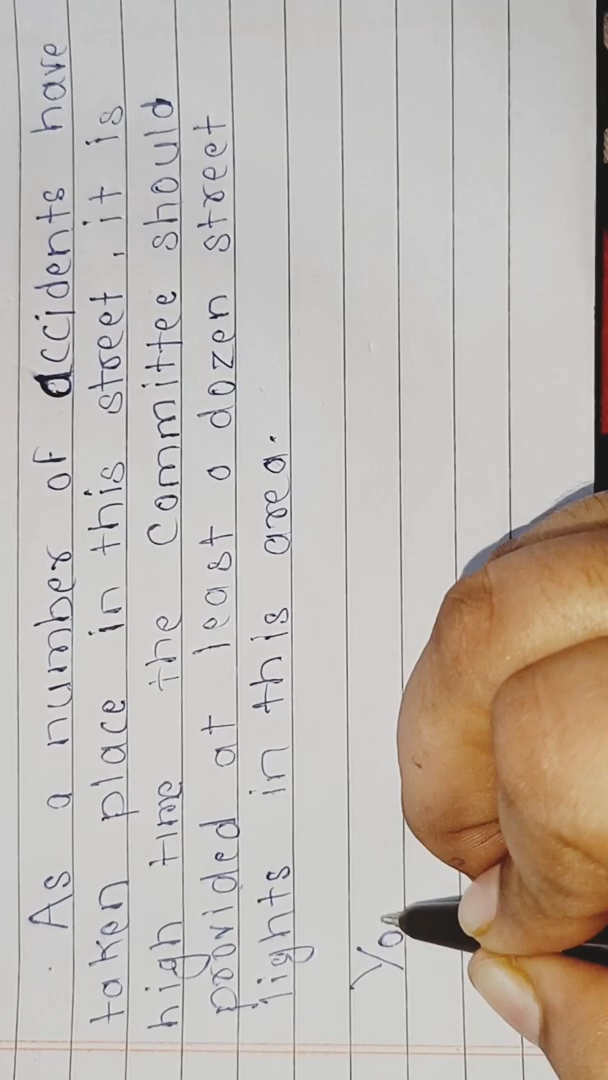 As a number of accidents have
taken place in this street, it is
high time the committee should
provided at least a dozen street
lights in this area.
Yo